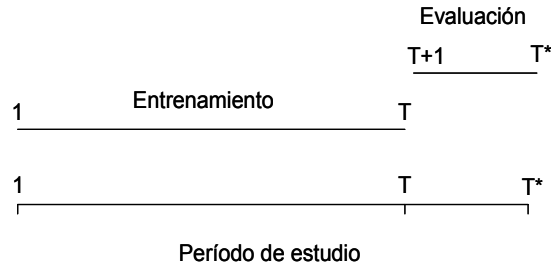 Evaluación
T+1 T*
Entrenamiento
1 T
1 T T*
Período de estudio